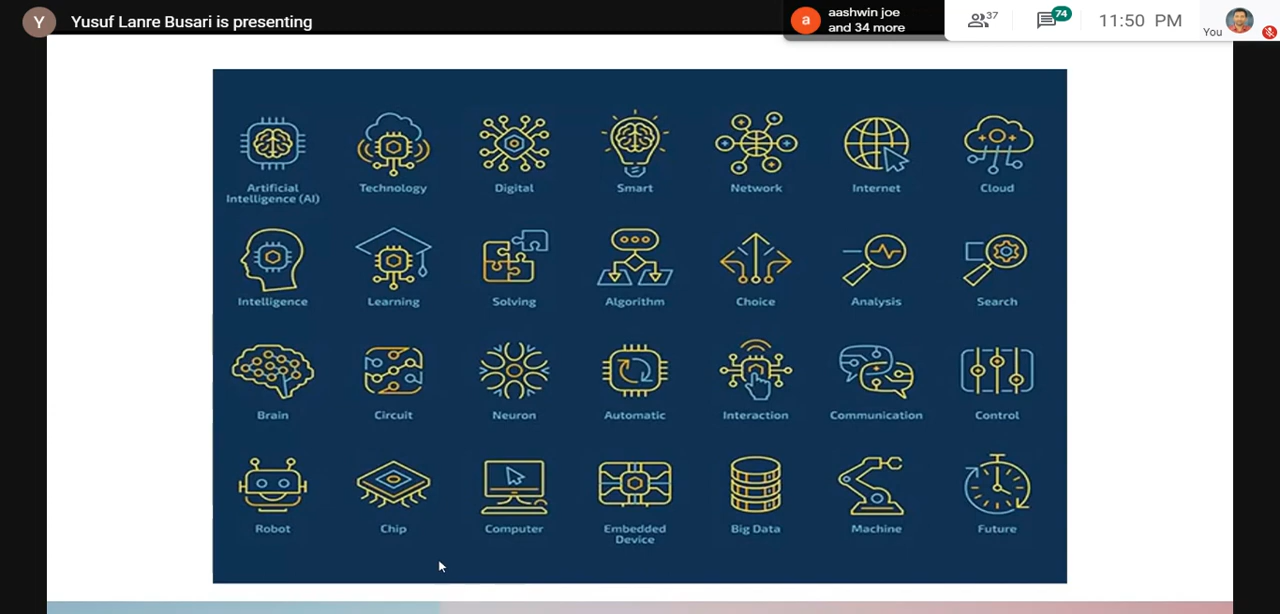 Y
Yusuf Lanre Busari is presenting
a
aashwin joe
and 34 more
37
74
11:50 PM
You
Artificial
Intelligence (AI)
Technology
Digital
Smart
Network
Internet
Cloud
Intelligence
Learning
Solving
Algorithm
Choice
Analysis
Search
Brain
Circuit
Neuron
Automatic
Interaction
Communication
Control
Robot
Chip
Computer
Embedded
Device
Big Data
Machine
Future